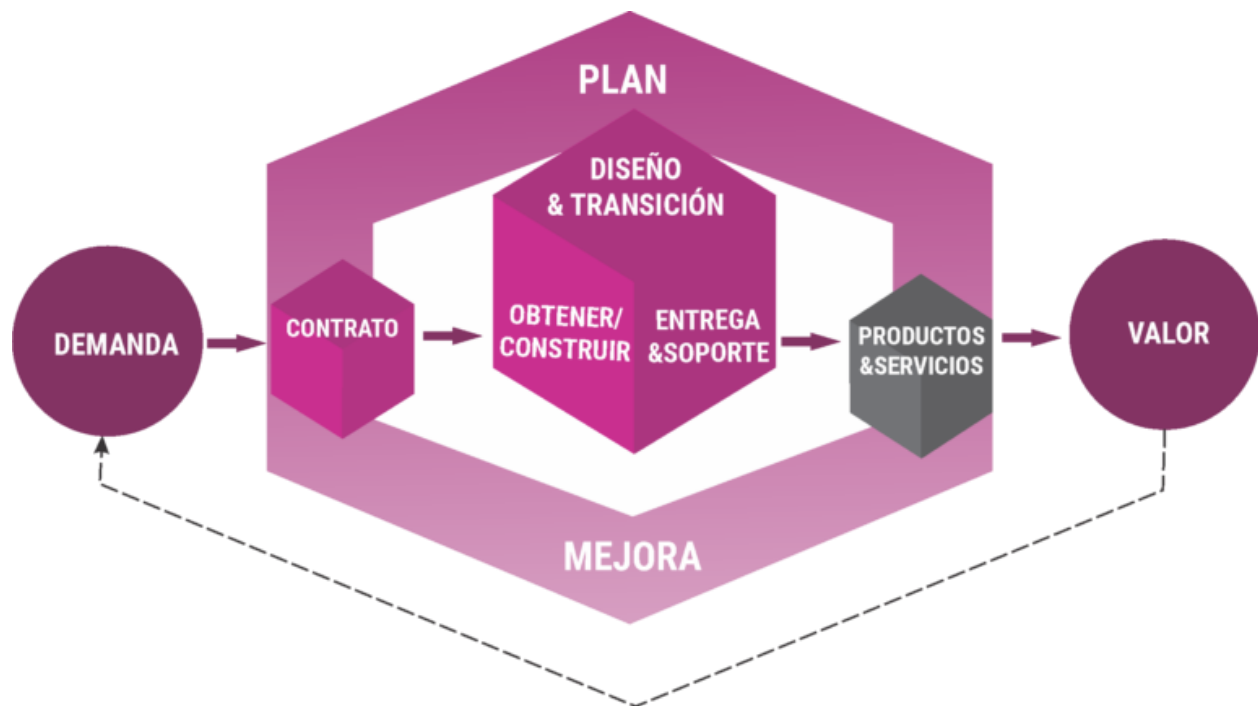 PLAN
DISEÑO
& TRANSICIÓN
DEMANDA
CONTRATO
OBTENER/
CONSTRUIR
ENTREGA
&SOPORTE
PRODUCTOS
&SERVICIOS
VALOR
MEJORA